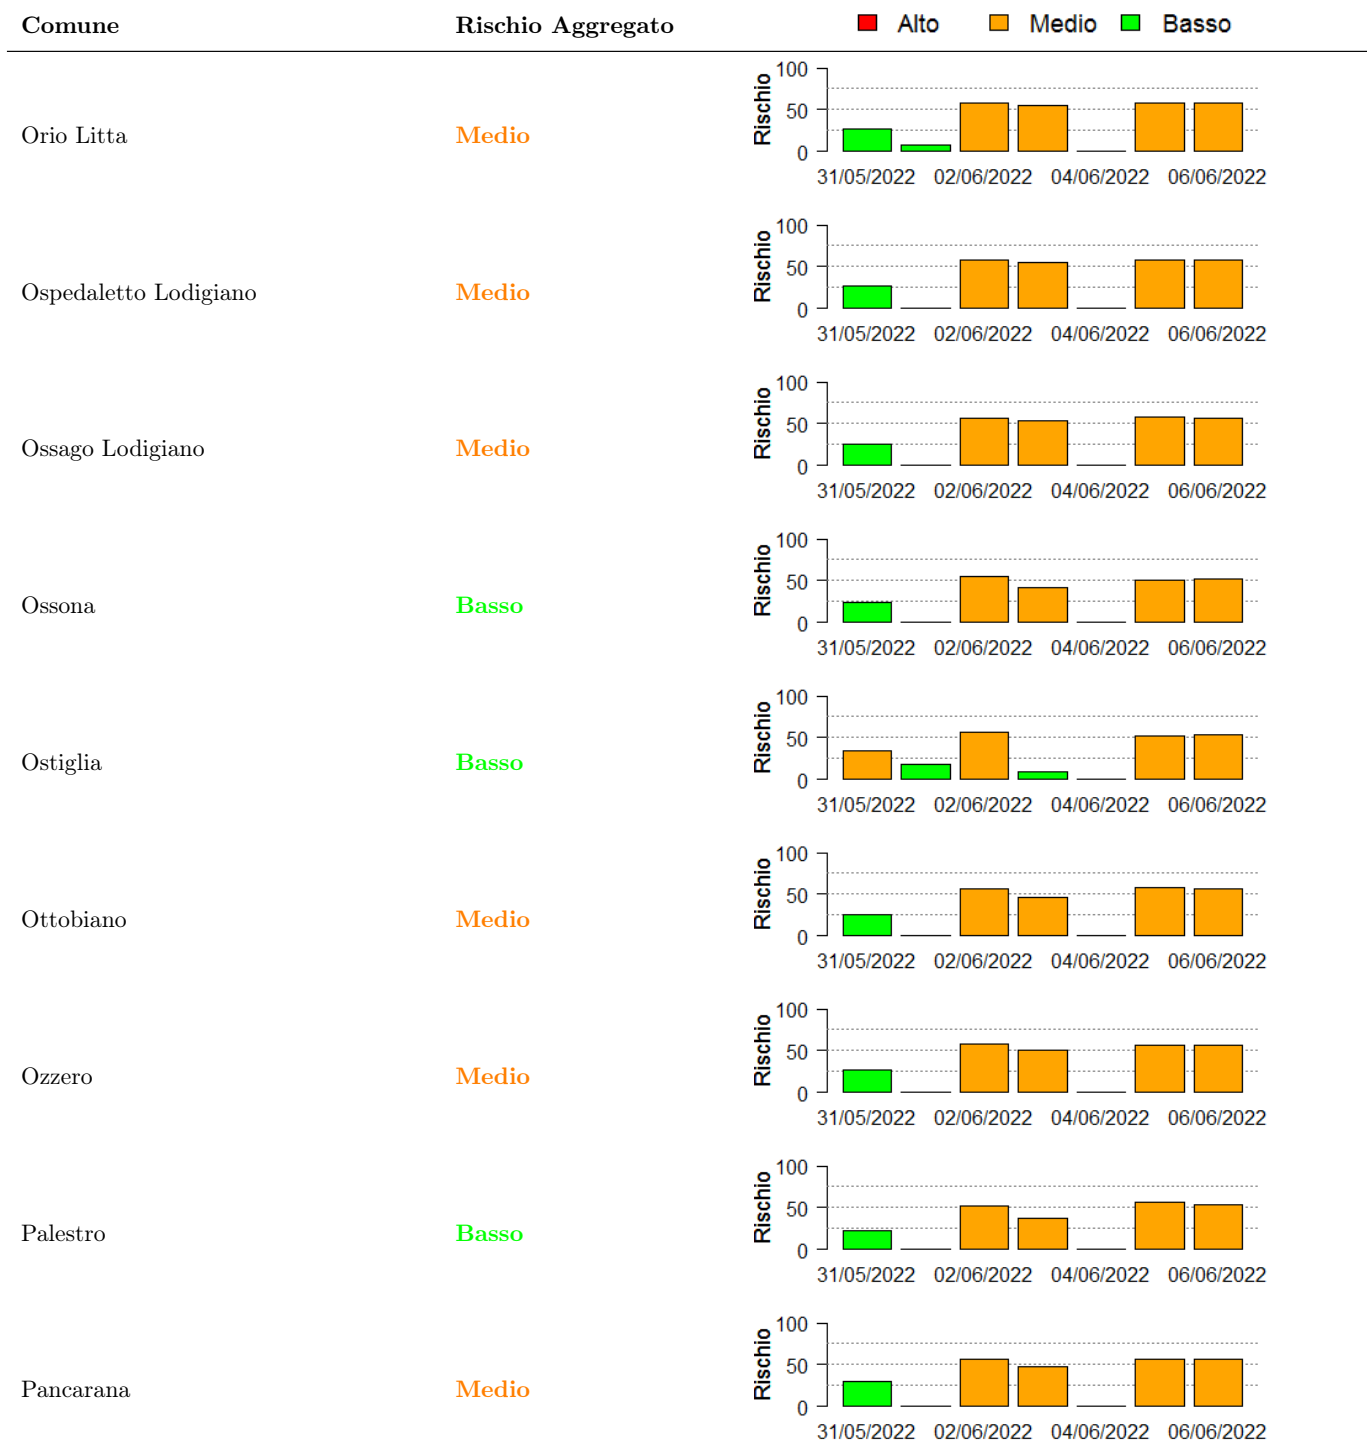 Comune Rischio Aggregato Alto Medio Basso
Orio Litta Medio Rischio 100 50 0
31/05/2022 02/06/2022 04/06/2022 06/06/2022
Ospedaletto Lodigiano Medio Rischio 100 50 0
31/05/2022 02/06/2022 04/06/2022 06/06/2022
Ossago Lodigiano Medio Rischio 100 50 0
31/05/2022 02/06/2022 04/06/2022 06/06/2022
Ossona Basso Rischio 100 50 0
31/05/2022 02/06/2022 04/06/2022 06/06/2022
Ostiglia Basso Rischio 100 50 0
31/05/2022 02/06/2022 04/06/2022 06/06/2022
Ottobiano Medio Rischio 100 50 0
31/05/2022 02/06/2022 04/06/2022 06/06/2022
Ozzero Medio Rischio 100 50 0
31/05/2022 02/06/2022 04/06/2022 06/06/2022
Palestro Basso Rischio 100 50 0
31/05/2022 02/06/2022 04/06/2022 06/06/2022
Pancarana Medio Rischio 100 50 0
31/05/2022 02/06/2022 04/06/2022 06/06/2022